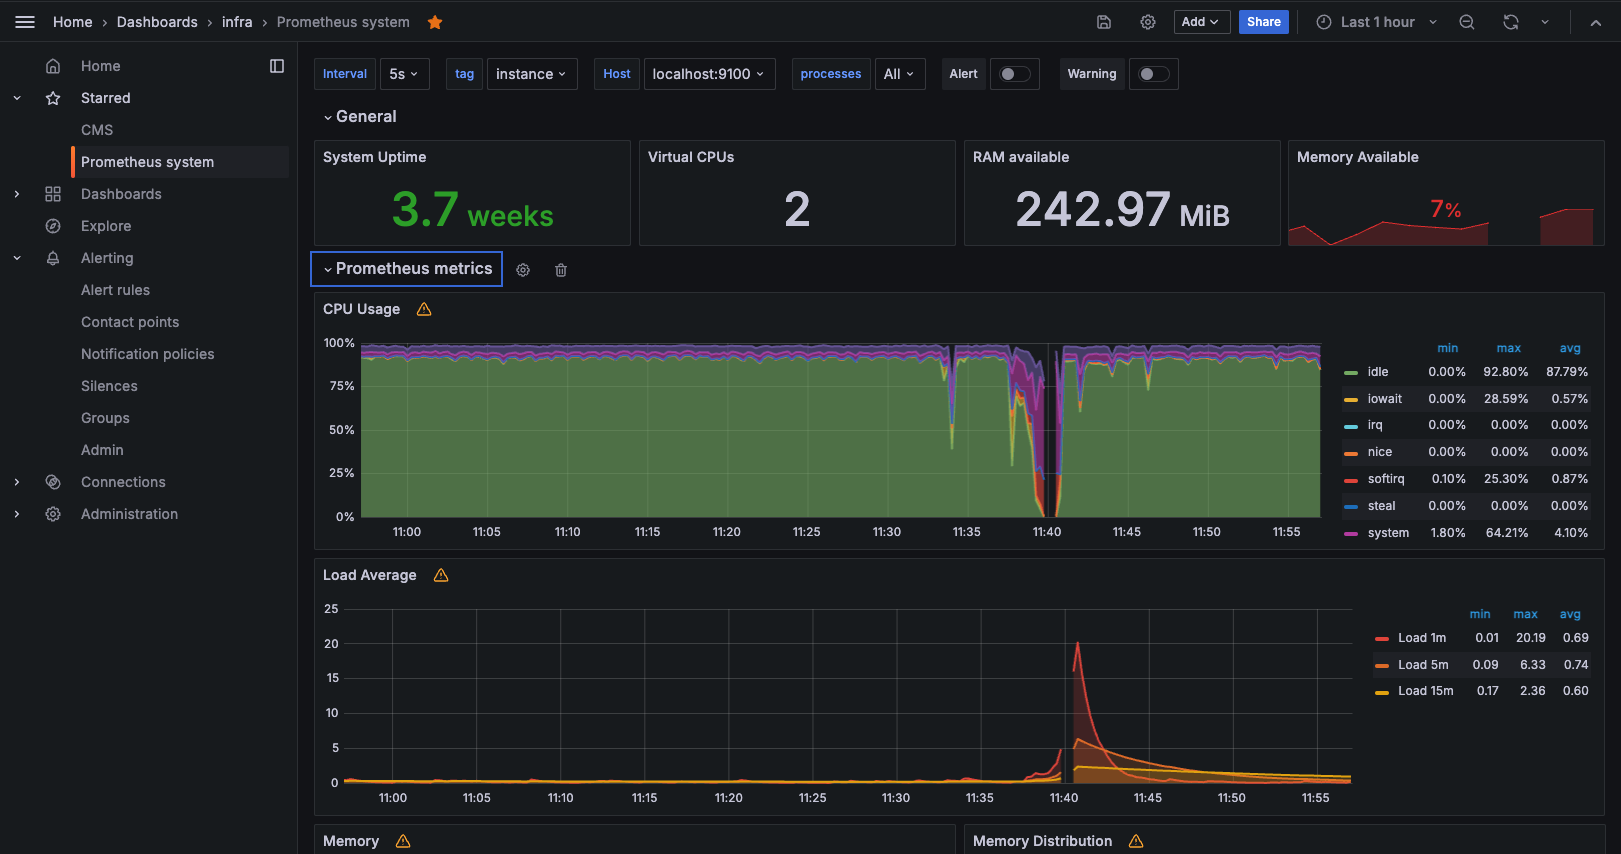 Home › Dashboards › infra › Prometheus system
Add
Share
Last 1 hour
Home
Starred
CMS
Prometheus system
Dashboards
Explore
Alerting
Alert rules
Contact points
Notification policies
Silences
Groups
Admin
Connections
Administration
Interval 5s tag instance Host localhost:9100 processes All Alert Warning
General
System Uptime
3.7 weeks
Virtual CPUs
2
RAM available
242.97 MiB
Memory Available
7%
Prometheus metrics
CPU Usage
100%
75%
50%
25%
0%
11:00 11:05 11:10 11:15 11:20 11:25 11:30 11:35 11:40 11:45 11:50 11:55
min max avg
idle 0.00% 92.80% 87.79%
iowait 0.00% 28.59% 0.57%
irq 0.00% 0.00% 0.00%
nice 0.00% 0.00% 0.00%
softirq 0.10% 25.30% 0.87%
steal 0.00% 0.00% 0.00%
system 1.80% 64.21% 4.10%
Load Average
25
20
15
10
5
0
11:00 11:05 11:10 11:15 11:20 11:25 11:30 11:35 11:40 11:45 11:50 11:55
min max avg
Load 1m 0.01 20.19 0.69
Load 5m 0.09 6.33 0.74
Load 15m 0.17 2.36 0.60
Memory
Memory Distribution